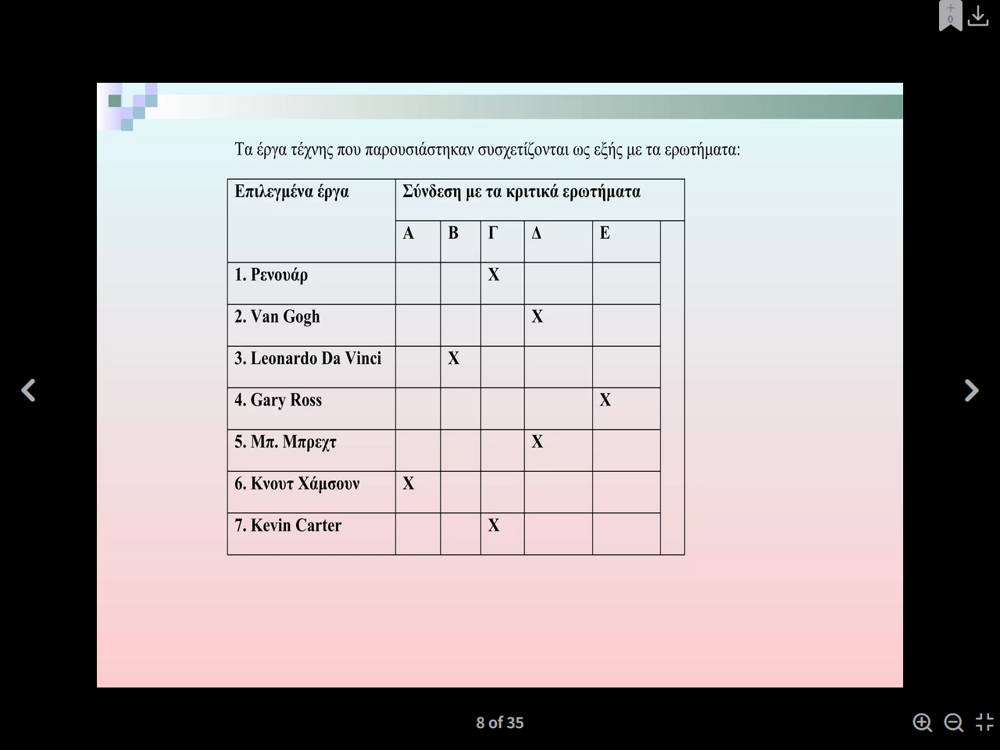 +
0
Τα έργα τέχνης που παρουσιάστηκαν συσχετίζονται ως εξής με τα ερωτήματα:
Επιλεγμένα έργα Σύνδεση με τα κριτικά ερωτήματα
Α Β Γ Δ Ε
1. Ρενουάρ Χ
2. Van Gogh Χ
3. Leonardo Da Vinci Χ
4. Gary Ross Χ
5. Μπ. Μπρεχτ Χ
6. Κνουτ Χάμσουν Χ
7. Kevin Carter Χ
8 of 35